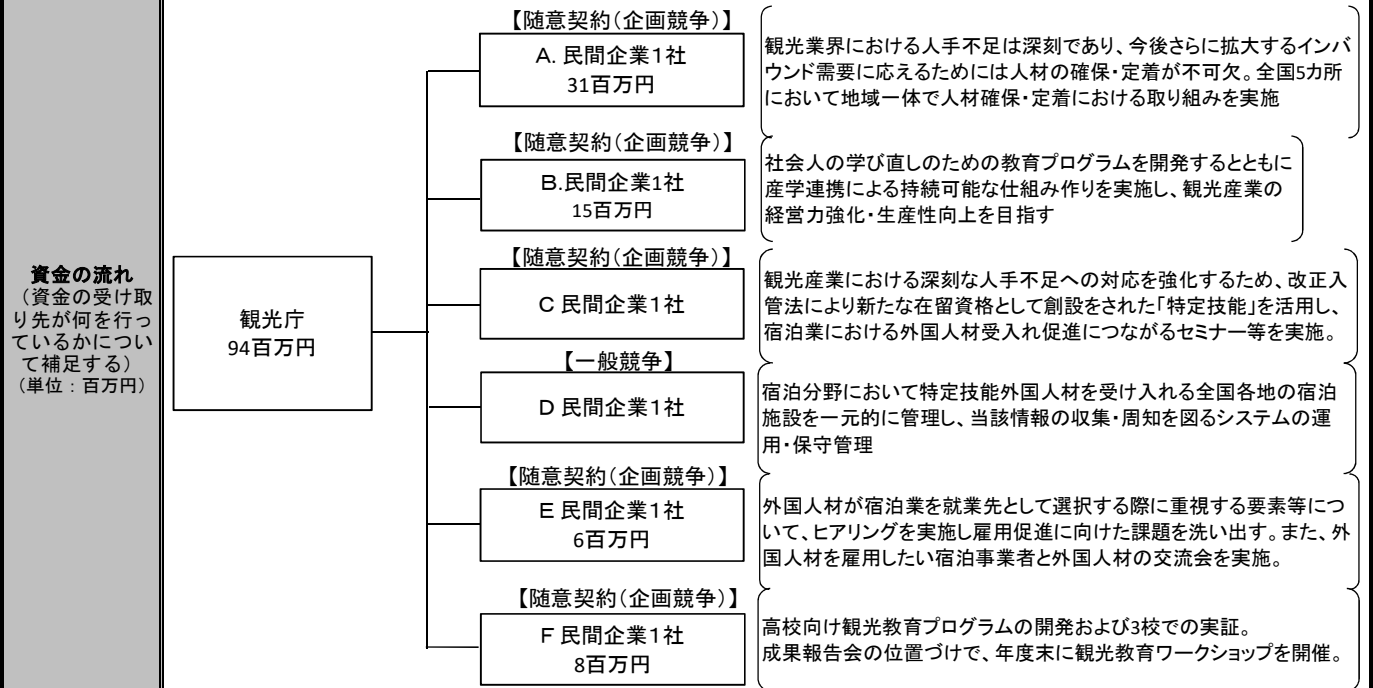 資金の流れ
（資金の受け取
り先が何を行っ
ているかについ
て補足する）
（単位：百万円）
観光庁
94百万円
【随意契約（企画競争）】
A. 民間企業1社
31百万円
観光業界における人手不足は深刻であり、今後さらに拡大するインバ
ウンド需要に応えるためには人材の確保・定着が不可欠。全国5カ所
において地域一体で人材確保・定着における取り組みを実施
【随意契約（企画競争）】
B.民間企業1社
15百万円
社会人の学び直しのための教育プログラムを開発するとともに
産学連携による持続可能な仕組み作りを実施し、観光産業の
経営力強化・生産性向上を目指す
【随意契約（企画競争）】
C 民間企業1社
観光産業における深刻な人手不足への対応を強化するため、改正入
管法により新たな在留資格として創設をされた「特定技能」を活用し、
宿泊業における外国人材受入れ促進につながるセミナー等を実施。
【一般競争】
D 民間企業1社
宿泊分野において特定技能外国人材を受け入れる全国各地の宿泊
施設を一元的に管理し、当該情報の収集・周知を図るシステムの運
用・保守管理
【随意契約（企画競争）】
E 民間企業1社
6百万円
外国人材が宿泊業を就業先として選択する際に重視する要素等につ
いて、ヒアリングを実施し雇用促進に向けた課題を洗い出す。また、外
国人材を雇用したい宿泊事業者と外国人材の交流会を実施。
【随意契約（企画競争）】
F 民間企業1社
8百万円
高校向け観光教育プログラムの開発および3校での実証。
成果報告会の位置づけで、年度末に観光教育ワークショップを開催。